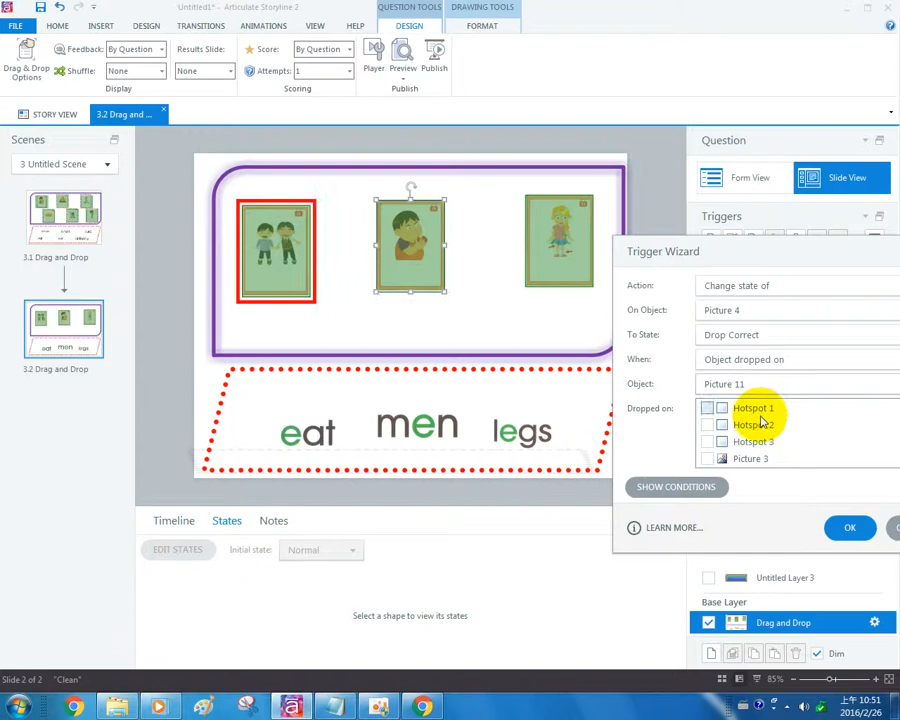 Untitled1* - Articulate Storyline 2
QUESTION TOOLS
DRAWING TOOLS
FILE
HOME
INSERT
DESIGN
TRANSITIONS
ANIMATIONS
VIEW
HELP
DESIGN
FORMAT
Drag & Drop
Options
Feedback:
By Question
Results Slide:
Shuffle:
None
None
Display
Score:
By Question
Attempts:
1
Scoring
Player
Preview
Publish
Publish
STORY VIEW
3.2 Drag and ...
Scenes
3 Untitled Scene
3.1 Drag and Drop
eat men legs
3.2 Drag and Drop
eat men legs
Question
Form View
Slide View
Triggers
Trigger Wizard
Action:
Change state of
On Object:
Picture 4
To State:
Drop Correct
When:
Object dropped on
Object:
Picture 11
Dropped on:
Hotspot 1
Hotspot 2
Hotspot 3
Picture 3
SHOW CONDITIONS
LEARN MORE...
OK
Timeline
States
Notes
EDIT STATES
Initial state:
Normal
Select a shape to view its states
Untitled Layer 3
Base Layer
Drag and Drop
Dim
Slide 2 of 2
"Clean"
85%
上午 10:51
2016/2/26